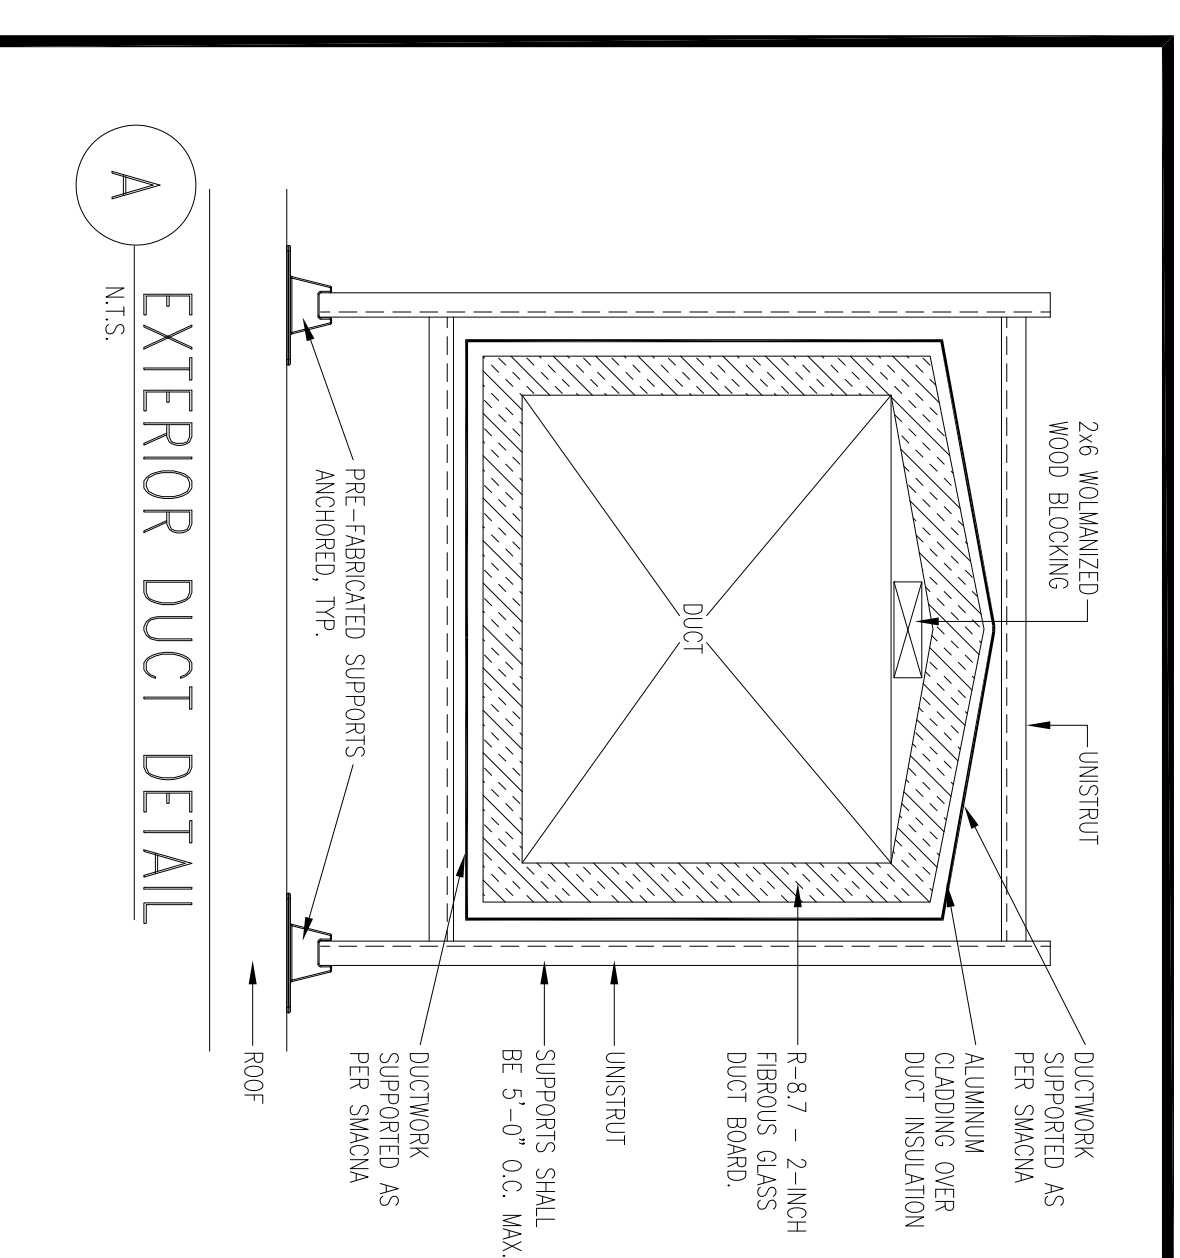 2x6 WOLMANIZED
WOOD BLOCKING
UNISTRUT
DUCTWORK
SUPPORTED AS
PER SMACNA
ALUMINUM
CLADDING OVER
DUCT INSULATION
R-8.7 - 2-INCH
FIBROUS GLASS
DUCT BOARD.
DUCT
UNISTRUT
SUPPORTS SHALL
BE 5'-0" O.C. MAX.
DUCTWORK
SUPPORTED AS
PER SMACNA
PRE-FABRICATED SUPPORTS
ANCHORED, TYP.
ROOF
A
EXTERIOR DUCT DETAIL
N.T.S.